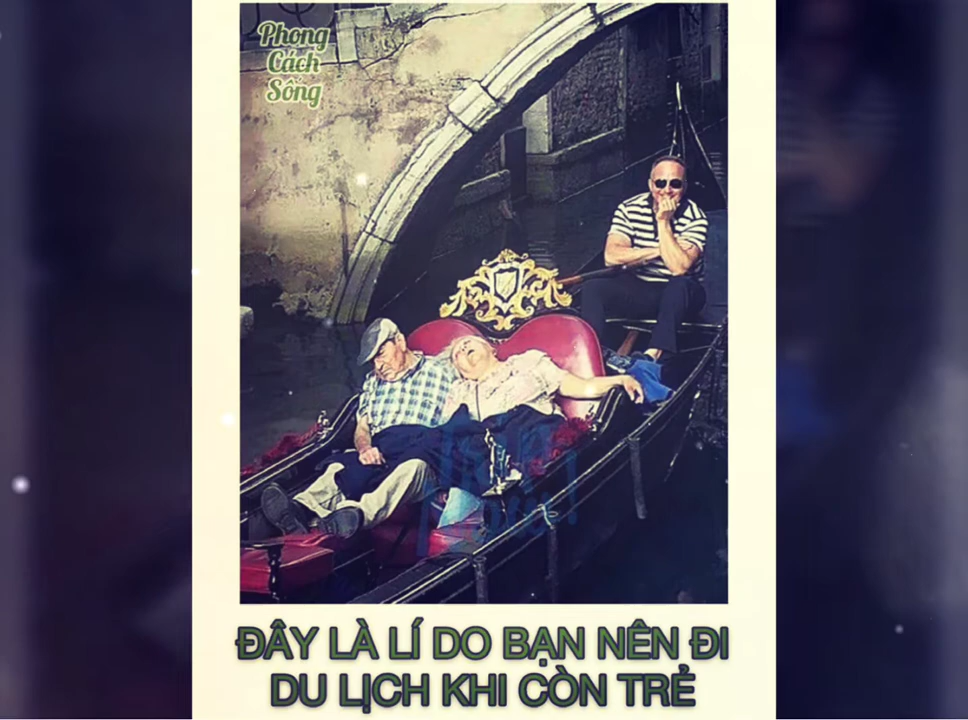 Phong
Cách
Sống
ĐÂY LÀ LÍ DO BẠN NÊN ĐI
DU LỊCH KHI CÒN TRẺ